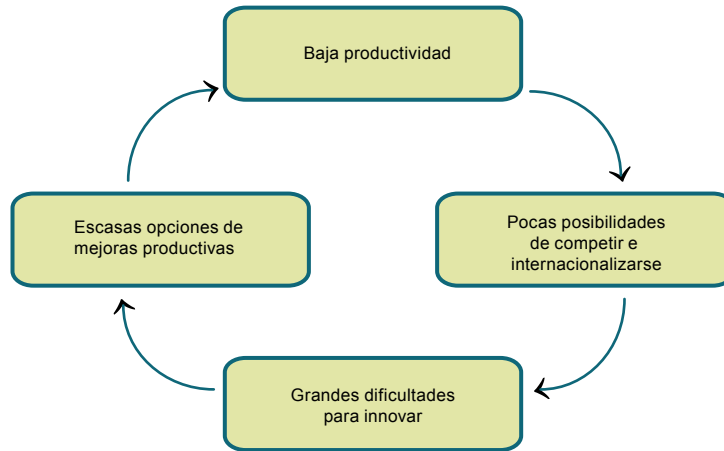 Baja productividad
Escasas opciones de
mejoras productivas
Pocas posibilidades
de competir e
internacionalizarse
Grandes dificultades
para innovar